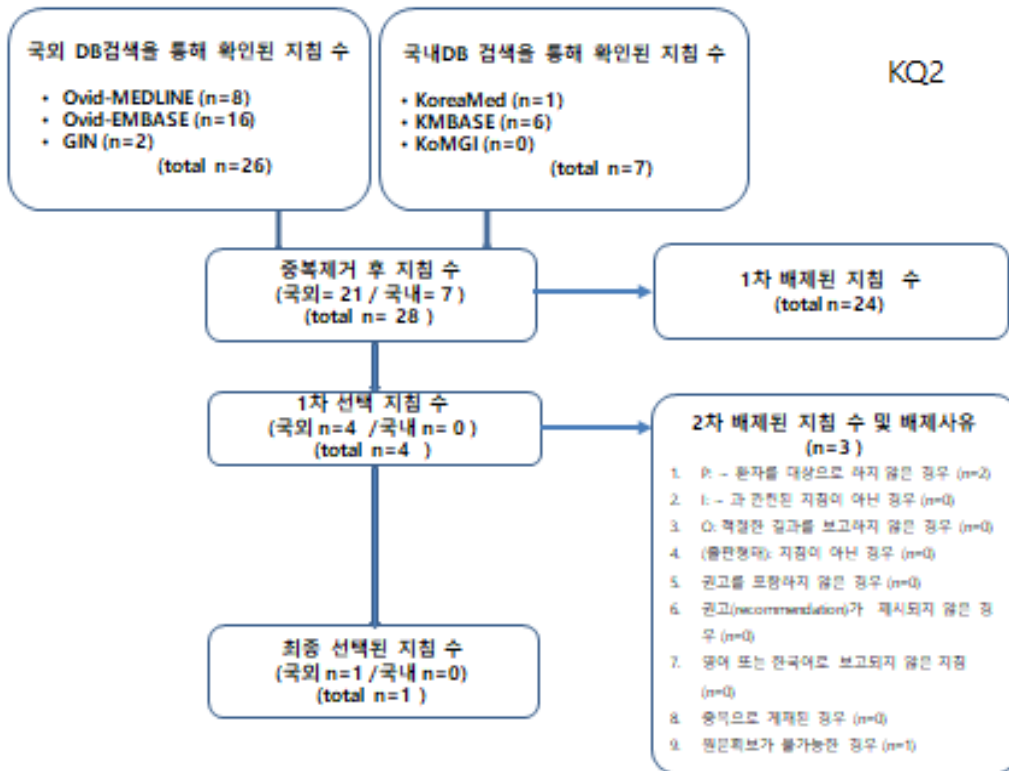 국외 DB검색을 통해 확인된 지침 수
• Ovid-MEDLINE (n=8)
• Ovid-EMBASE (n=16)
• GIN (n=2)
(total n=26)
국내DB 검색을 통해 확인된 지침 수
• KoreaMed (n=1)
• KMBASE (n=6)
• KoMGI (n=0)
(total n=7)
KQ2
중복제거 후 지침 수
(국외= 21 / 국내= 7 )
(total n= 28 )
1차 배제된 지침 수
(total n=24)
1차 선택 지침 수
(국외 n=4 /국내 n= 0 )
(total n=4 )
2차 배제된 지침 수 및 배제사유
(n=3 )
1. P: ~ 환자를 대상으로 하지 않은 경우 (n=2)
2. I: ~ 과 관련된 지침이 아닌 경우 (n=0)
3. O: 적절한 결과를 보고하지 않은 경우 (n=0)
4. (출판형태): 지침이 아닌 경우 (n=0)
5. 권고를 포함하지 않은 경우 (n=0)
6. 권고(recommendation)가 제시되지 않은 경
우 (n=0)
7. 영어 또는 한국어로 보고되지 않은 지침
(n=0)
8. 중복으로 게재된 경우 (n=0)
9. 원문확보가 불가능한 경우 (n=1)
최종 선택된 지침 수
(국외 n=1 /국내 n=0)
(total n=1 )